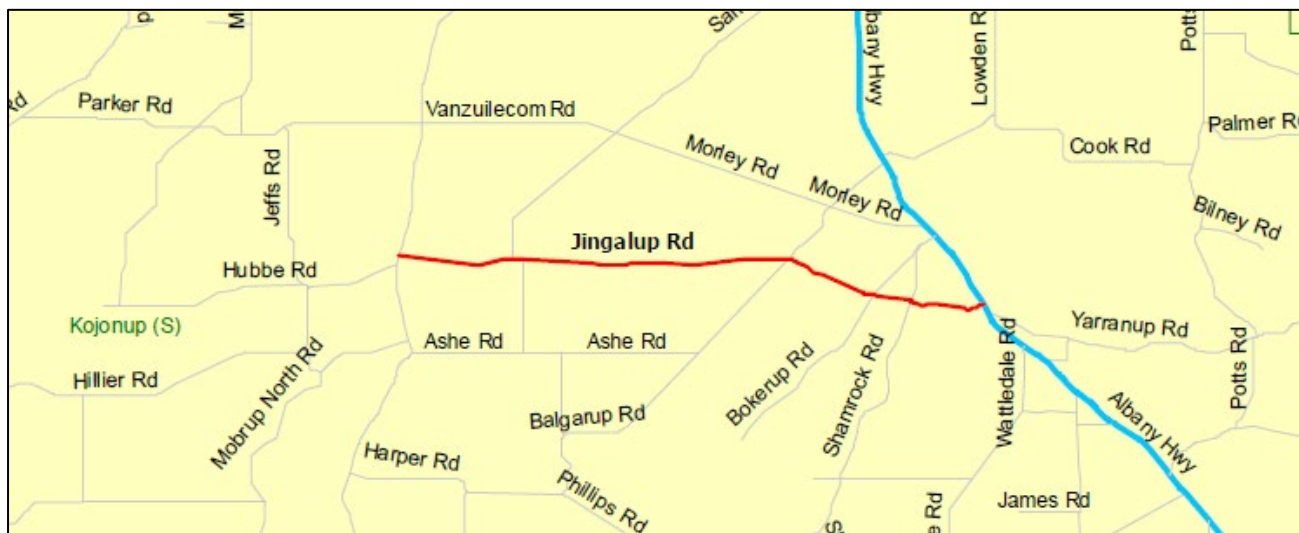 Parker Rd
Vanzuilecom Rd
Albany Hwy
Lowden R
Potts
Palmer Rd
Cook Rd
Morley Rd
Morley Rd
Jeffs Rd
Bilney Rd
Jingalup Rd
Hubbe Rd
Kojonup (S)
Yarranup Rd
Ashe Rd
Ashe Rd
Wattledale Rd
Potts Rd
Hillier Rd
Mobrup North Rd
Bokerup Rd
Shamrock Rd
Balgarup Rd
Albany Hwy
Harper Rd
Phillips Rd
James Rd
e Rd